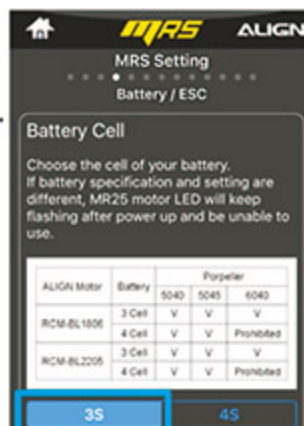 MRS ALIGN
MRS Setting
Battery / ESC
Battery Cell
Choose the cell of your battery.
If battery specification and setting are
different, MR25 motor LED will keep
flashing after power up and be unable to
use.
ALIGN Motor Battery Porpeller
5040 5045 6040
RCM-BL1806 3 Cell V V V
4 Cell V V Prohibited
RCM-BL2205 3 Cell V V V
4 Cell V V Prohibited
3S 4S